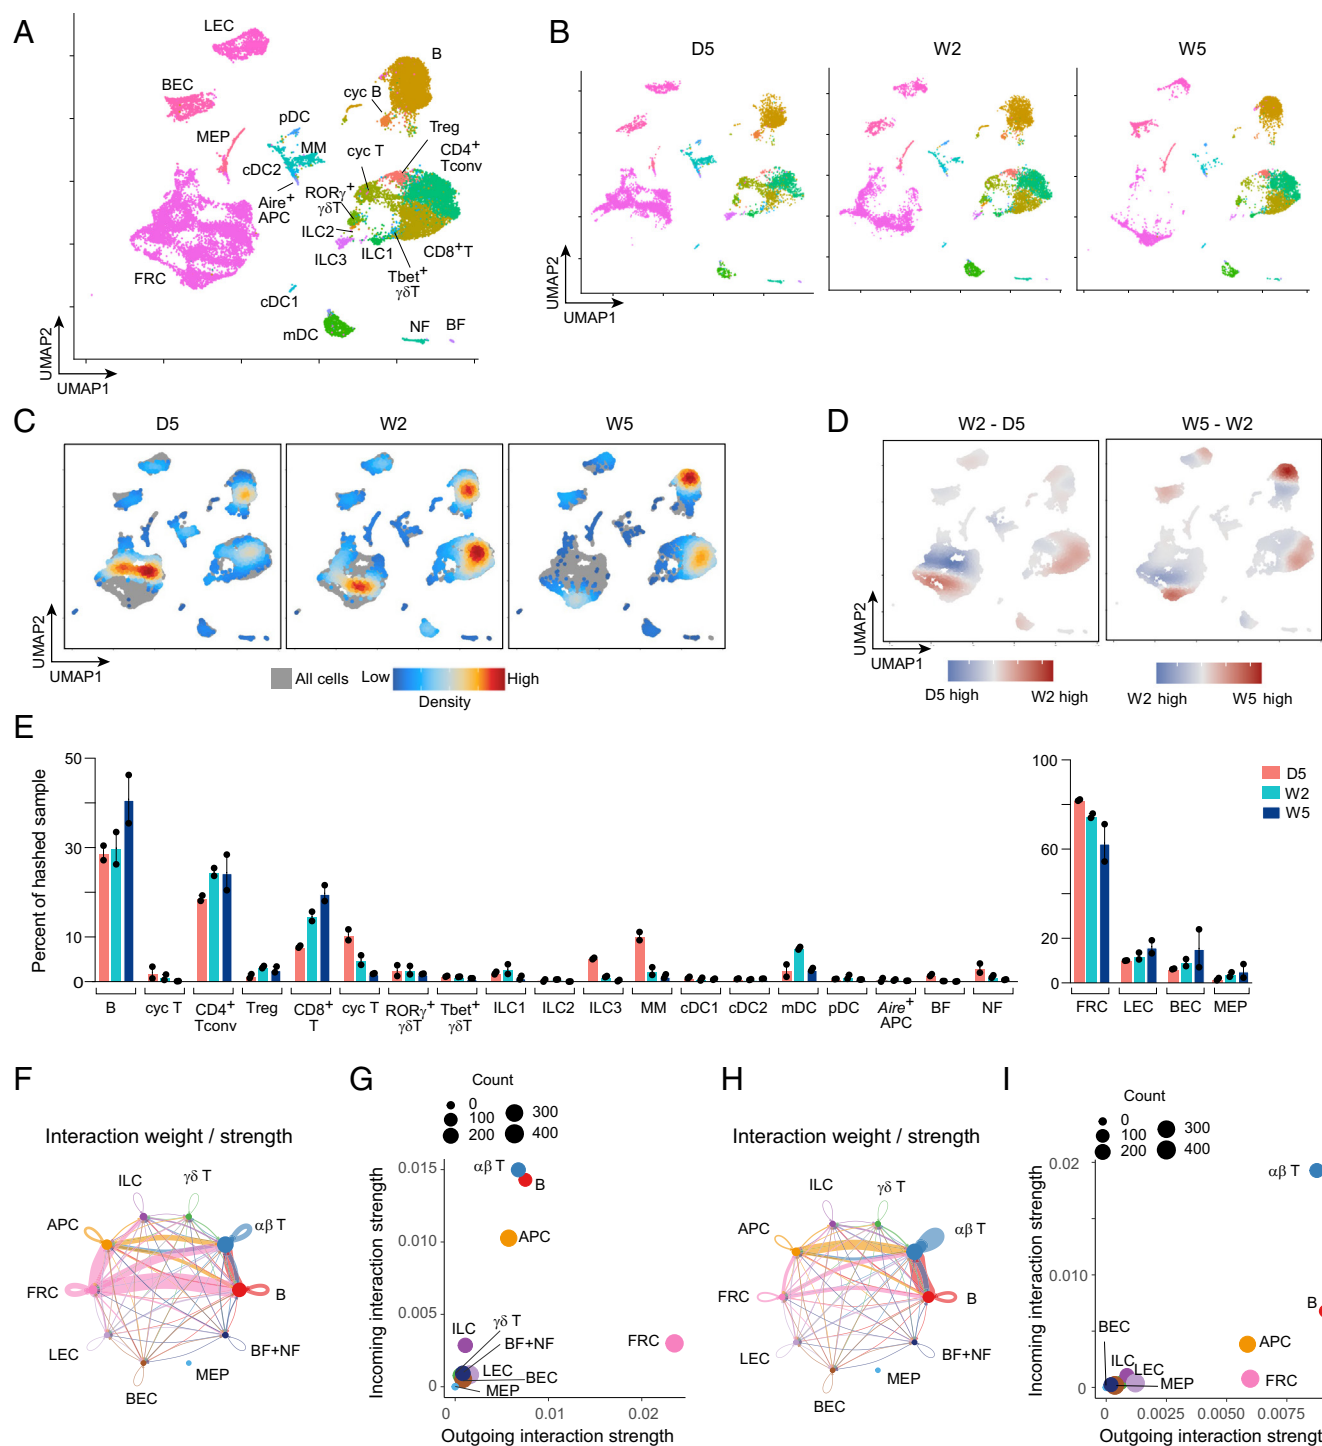 A
LEC
BEC
MEP
pDC
MM
cDC2
Aire+
APC
FRC
cyc B
B
Treg
CD4+
Tconv
cyc T
RORγ+
γδT
ILC2
ILC3
ILC1
CD8+T
Tbet+
γδT
cDC1
mDC
NF
BF
UMAP2
UMAP1
B
D5
W2
W5
UMAP2
UMAP1
C
D5
W2
W5
UMAP2
UMAP1
All cells
Low
High
Density
D
W2 - D5
W5 - W2
UMAP2
UMAP1
D5 high
W2 high
W2 high
W5 high
E
Percent of hashed sample
50
30
10
0
B
cyc T
CD4+
Tconv
Treg
CD8+
T
cyc T
RORγ+
γδT
Tbet+
γδT
ILC1
ILC2
ILC3
MM
cDC1
cDC2
mDC
pDC
Aire+
APC
BF
NF
100
60
20
0
FRC
LEC
BEC
MEP
D5
W2
W5
F
Interaction weight / strength
ILC
γδ T
APC
αβ T
FRC
B
LEC
BF+NF
BEC
MEP
G
Count
0
100
200
300
400
Incoming interaction strength
0.015
0.010
0.005
0
αβ T
B
APC
ILC
γδ T
BF+NF
FRC
LEC
BEC
MEP
0
0.01
0.02
Outgoing interaction strength
H
Interaction weight / strength
ILC
γδ T
APC
αβ T
FRC
B
LEC
BF+NF
BEC
MEP
I
Count
0
100
200
300
400
Incoming interaction strength
0.02
0.010
0
αβ T
B
APC
FRC
BEC
ILC
LEC
MEP
0
0.0025
0.0050
0.0075
Outgoing interaction strength